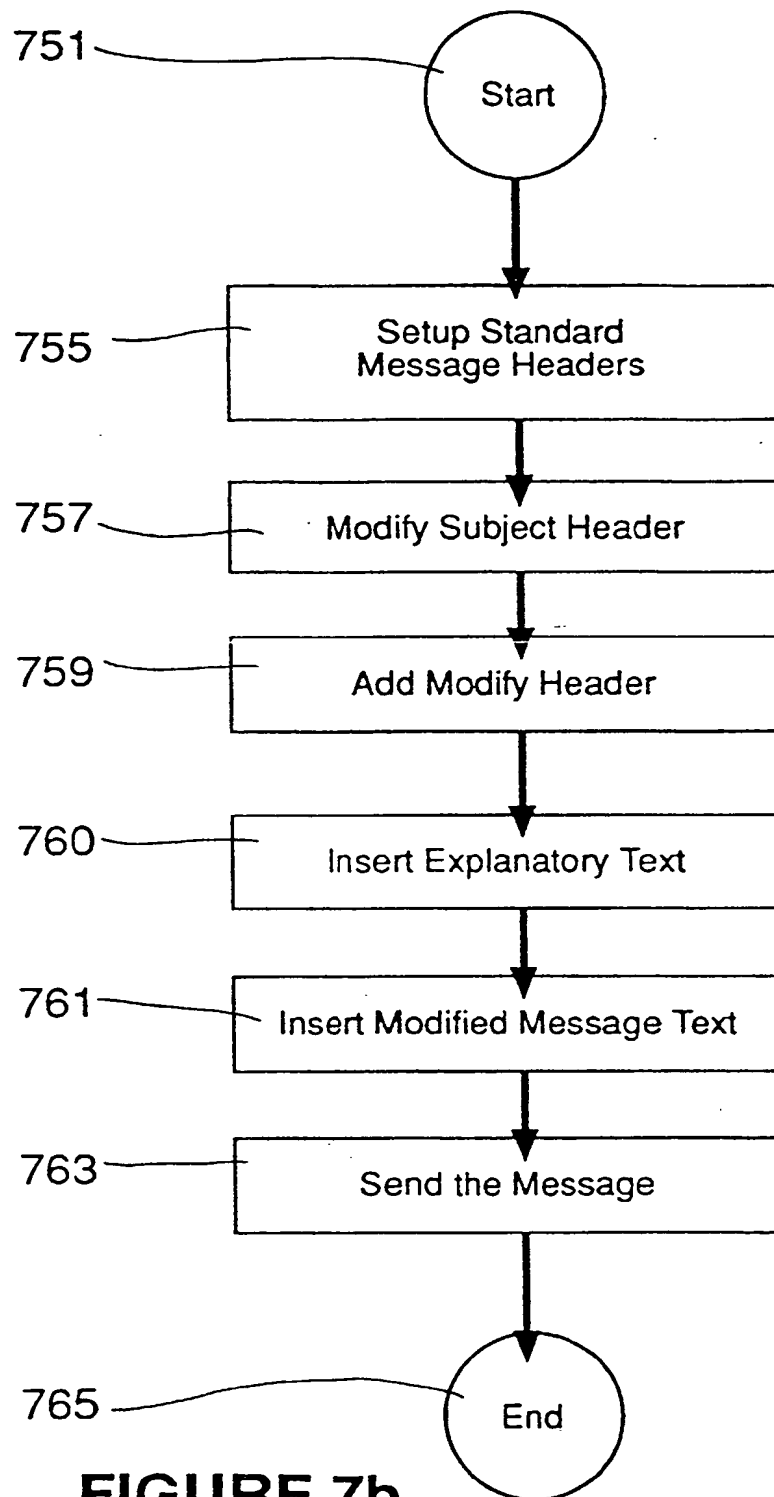 751
Start
755
Setup Standard
Message Headers
757
Modify Subject Header
759
Add Modify Header
760
Insert Explanatory Text
761
Insert Modified Message Text
763
Send the Message
765
End
FIGURE 7b